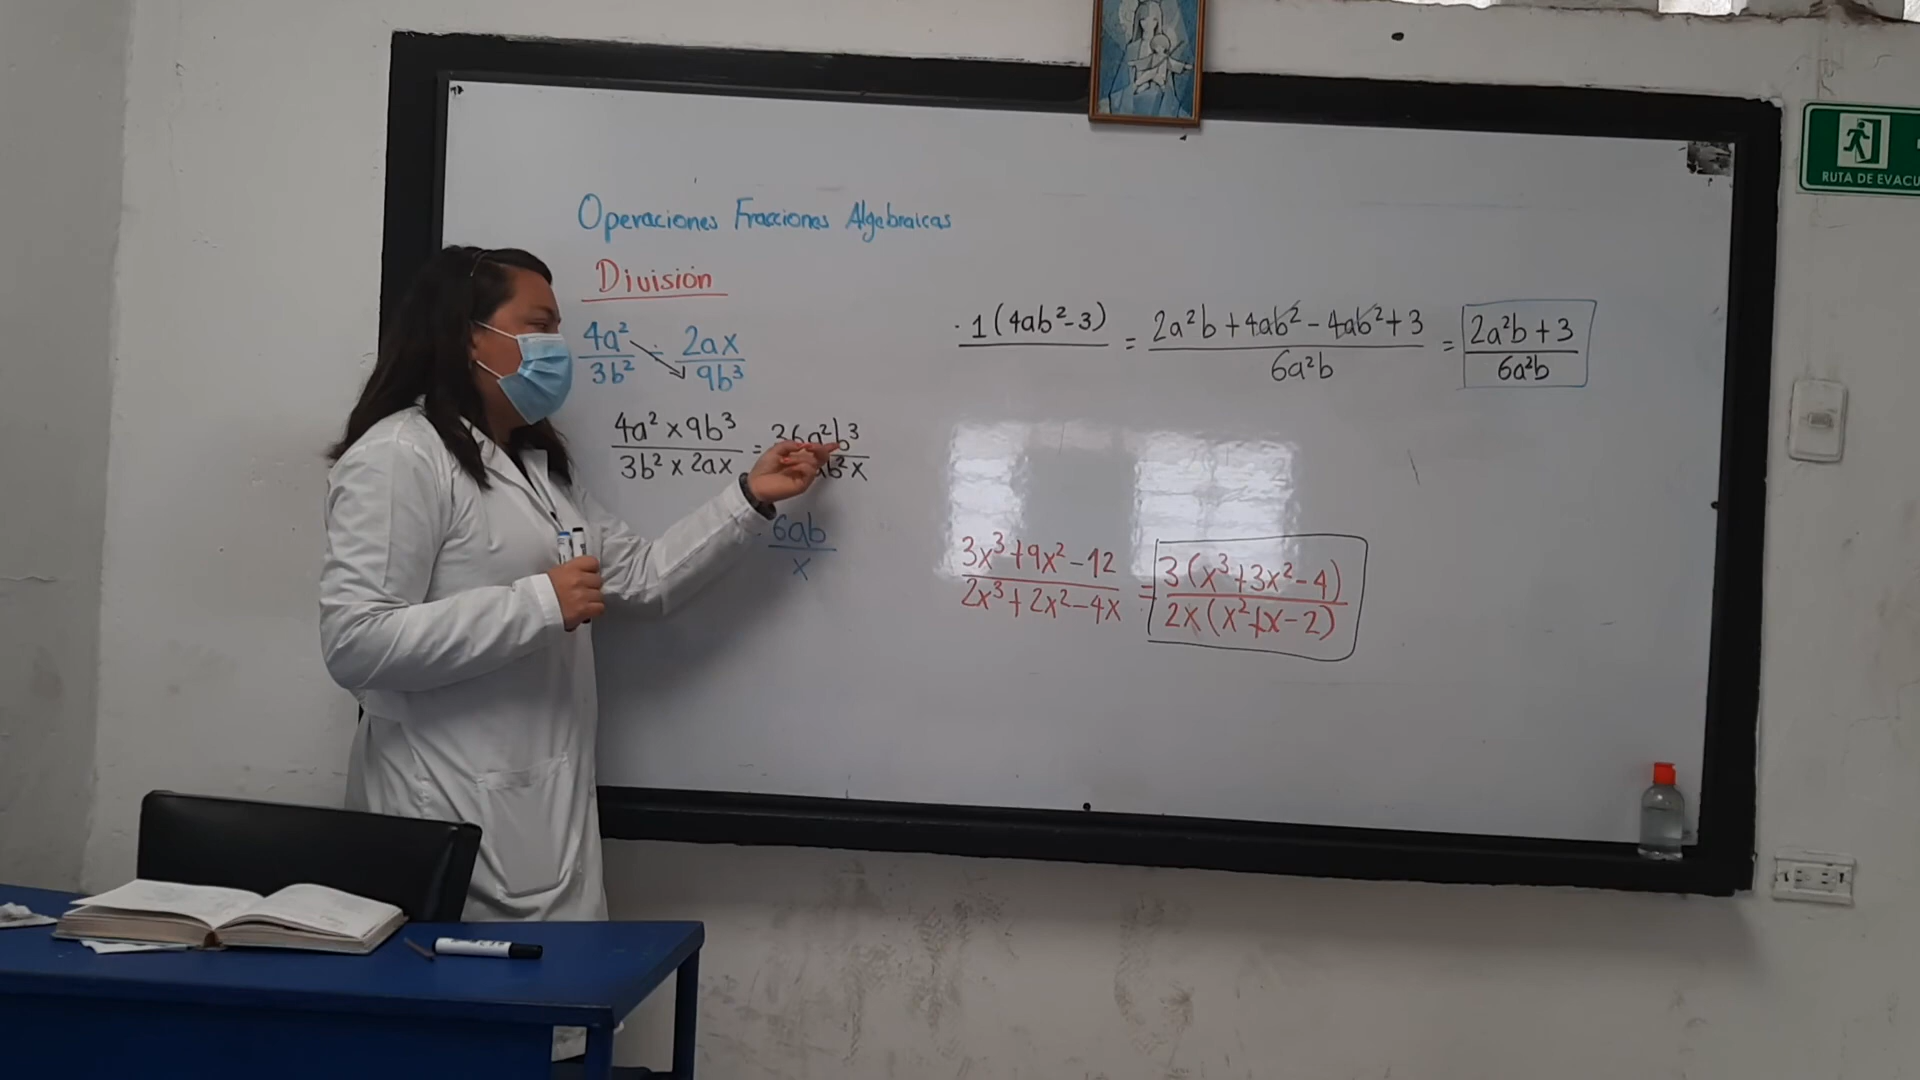 Operaciones Fracciones Algebraicas
División
4a²/3b² ÷ 2ax/9b³
4a² x 9b³/3b² x 2ax = 36a²b³/ab²x
6ab/x
· 1(4ab²-3) = 2a²b + 4ab² - 4ab² + 3/6a²b = 2a²b + 3/6a²b
3x³+9x²-12/2x³+2x²-4x = 3(x³+3x²-4)/2x(x²+x-2)
RUTA DE EVACU